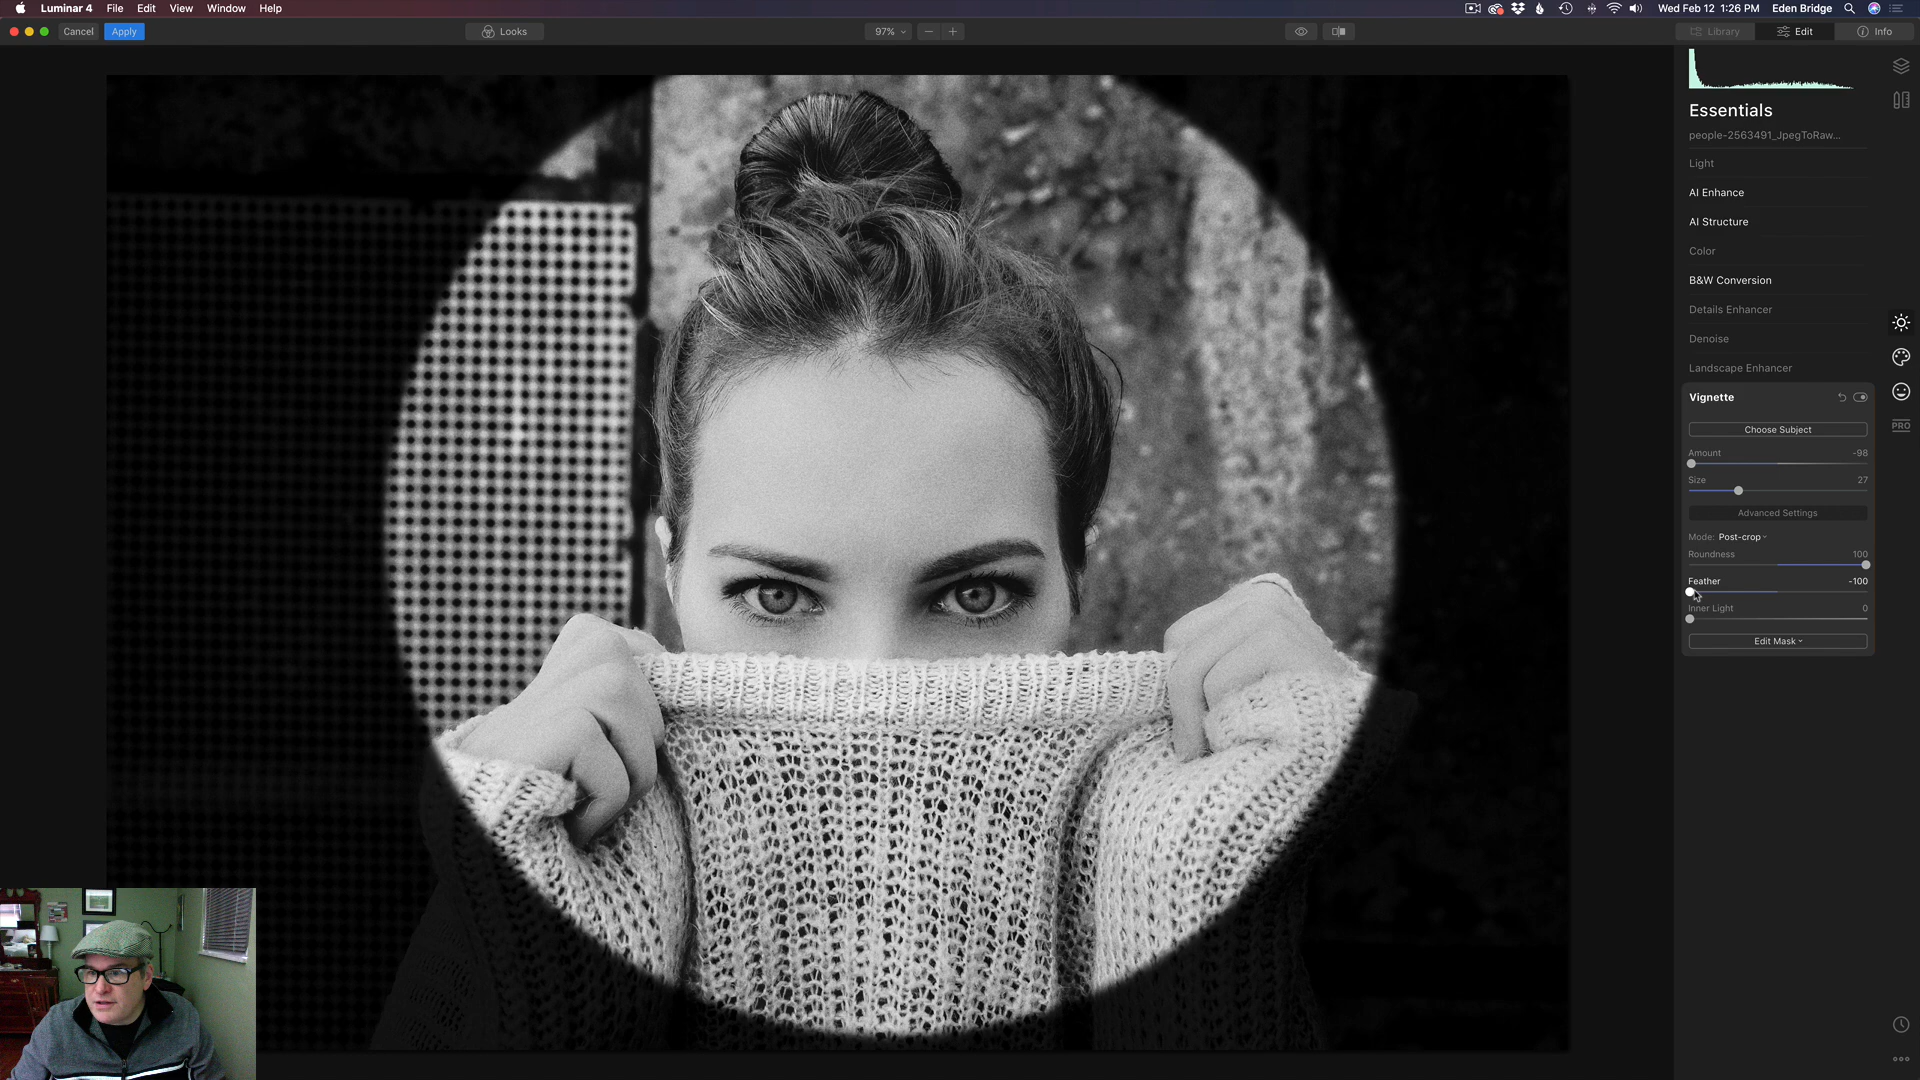 Luminar 4 File Edit View Window Help Wed Feb 12 1:26 PM Eden Bridge
Cancel Apply Looks 97% Library Edit Info
Essentials
people-2563491_JpegToRaw...
Light
AI Enhance
AI Structure
Color
B&W Conversion
Details Enhancer
Denoise
Landscape Enhancer
Vignette
Choose Subject
Amount -98
Size 27
Advanced Settings
Mode: Post-crop
Roundness 100
Feather -100
Inner Light 0
Edit Mask
PRO